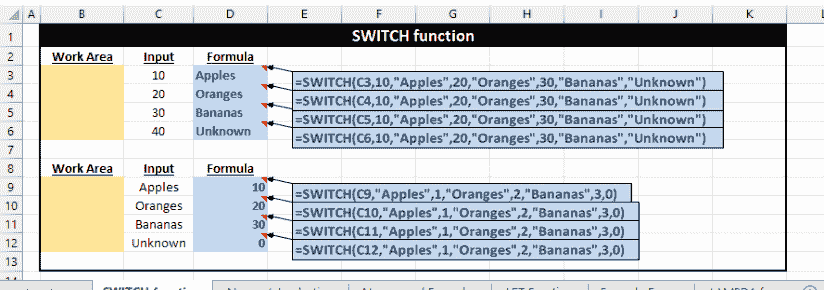 A B C D E F G H I J K
1 SWITCH function
2 Work Area Input Formula
3 10 Apples =SWITCH(C3,10,"Apples",20,"Oranges",30,"Bananas","Unknown")
4 20 Oranges =SWITCH(C4,10,"Apples",20,"Oranges",30,"Bananas","Unknown")
5 30 Bananas =SWITCH(C5,10,"Apples",20,"Oranges",30,"Bananas","Unknown")
6 40 Unknown =SWITCH(C6,10,"Apples",20,"Oranges",30,"Bananas","Unknown")
7
8 Work Area Input Formula
9 Apples 10 =SWITCH(C9,"Apples",1,"Oranges",2,"Bananas",3,0)
10 Oranges 20 =SWITCH(C10,"Apples",1,"Oranges",2,"Bananas",3,0)
11 Bananas 30 =SWITCH(C11,"Apples",1,"Oranges",2,"Bananas",3,0)
12 Unknown 0 =SWITCH(C12,"Apples",1,"Oranges",2,"Bananas",3,0)
13